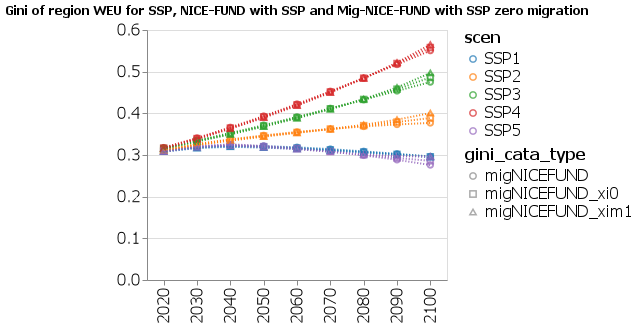 Gini of region WEU for SSP, NICE-FUND with SSP and Mig-NICE-FUND with SSP zero migration
0.6
0.5
0.4
0.3
0.2
0.1
0.0
2020
2030
2040
2050
2060
2070
2080
2090
2100
scen
SSP1
SSP2
SSP3
SSP4
SSP5
gini_cata_type
migNICEFUND
migNICEFUND_xi0
migNICEFUND_xim1